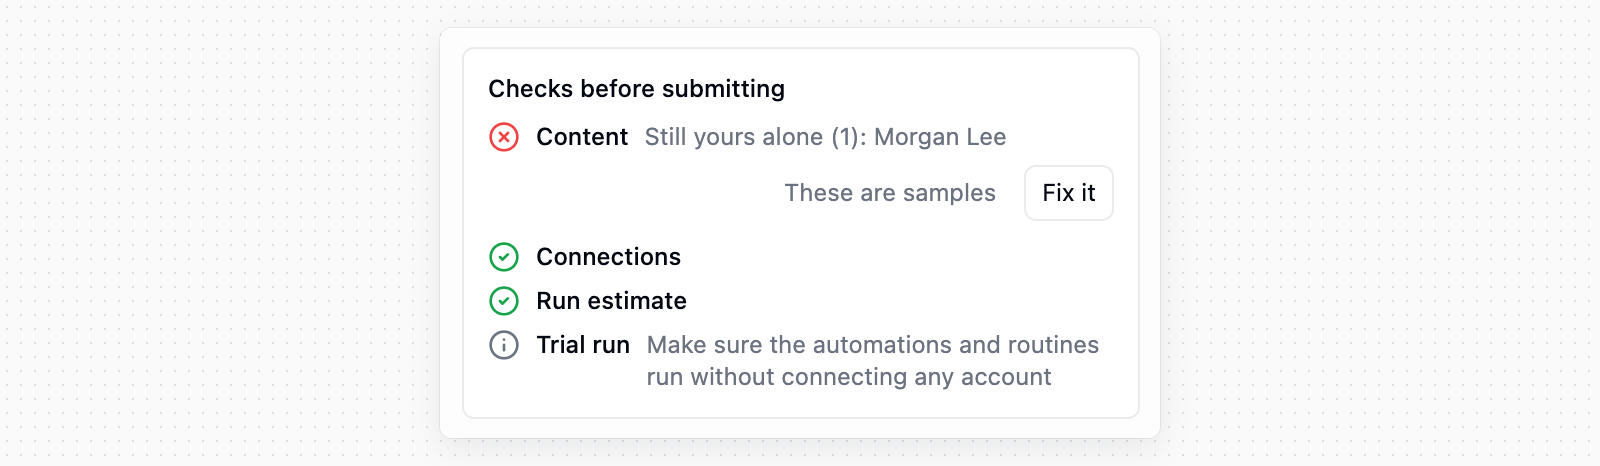 Checks before submitting
Content Still yours alone (1): Morgan Lee
These are samples Fix it
Connections
Run estimate
Trial run Make sure the automations and routines
run without connecting any account